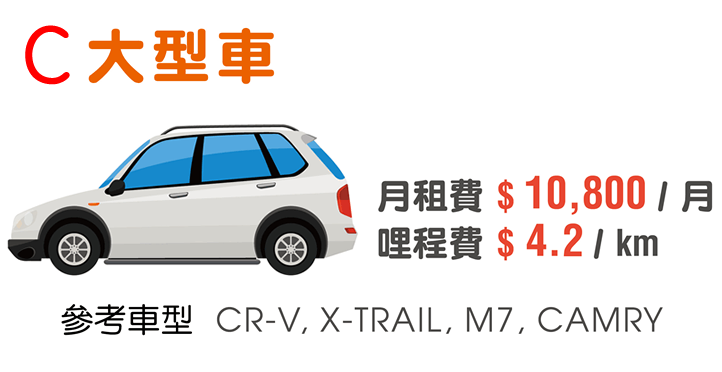 C 大型車
月租費 $ 10,800 / 月
哩程費 $ 4.2 / km
參考車型 CR-V, X-TRAIL, M7, CAMRY